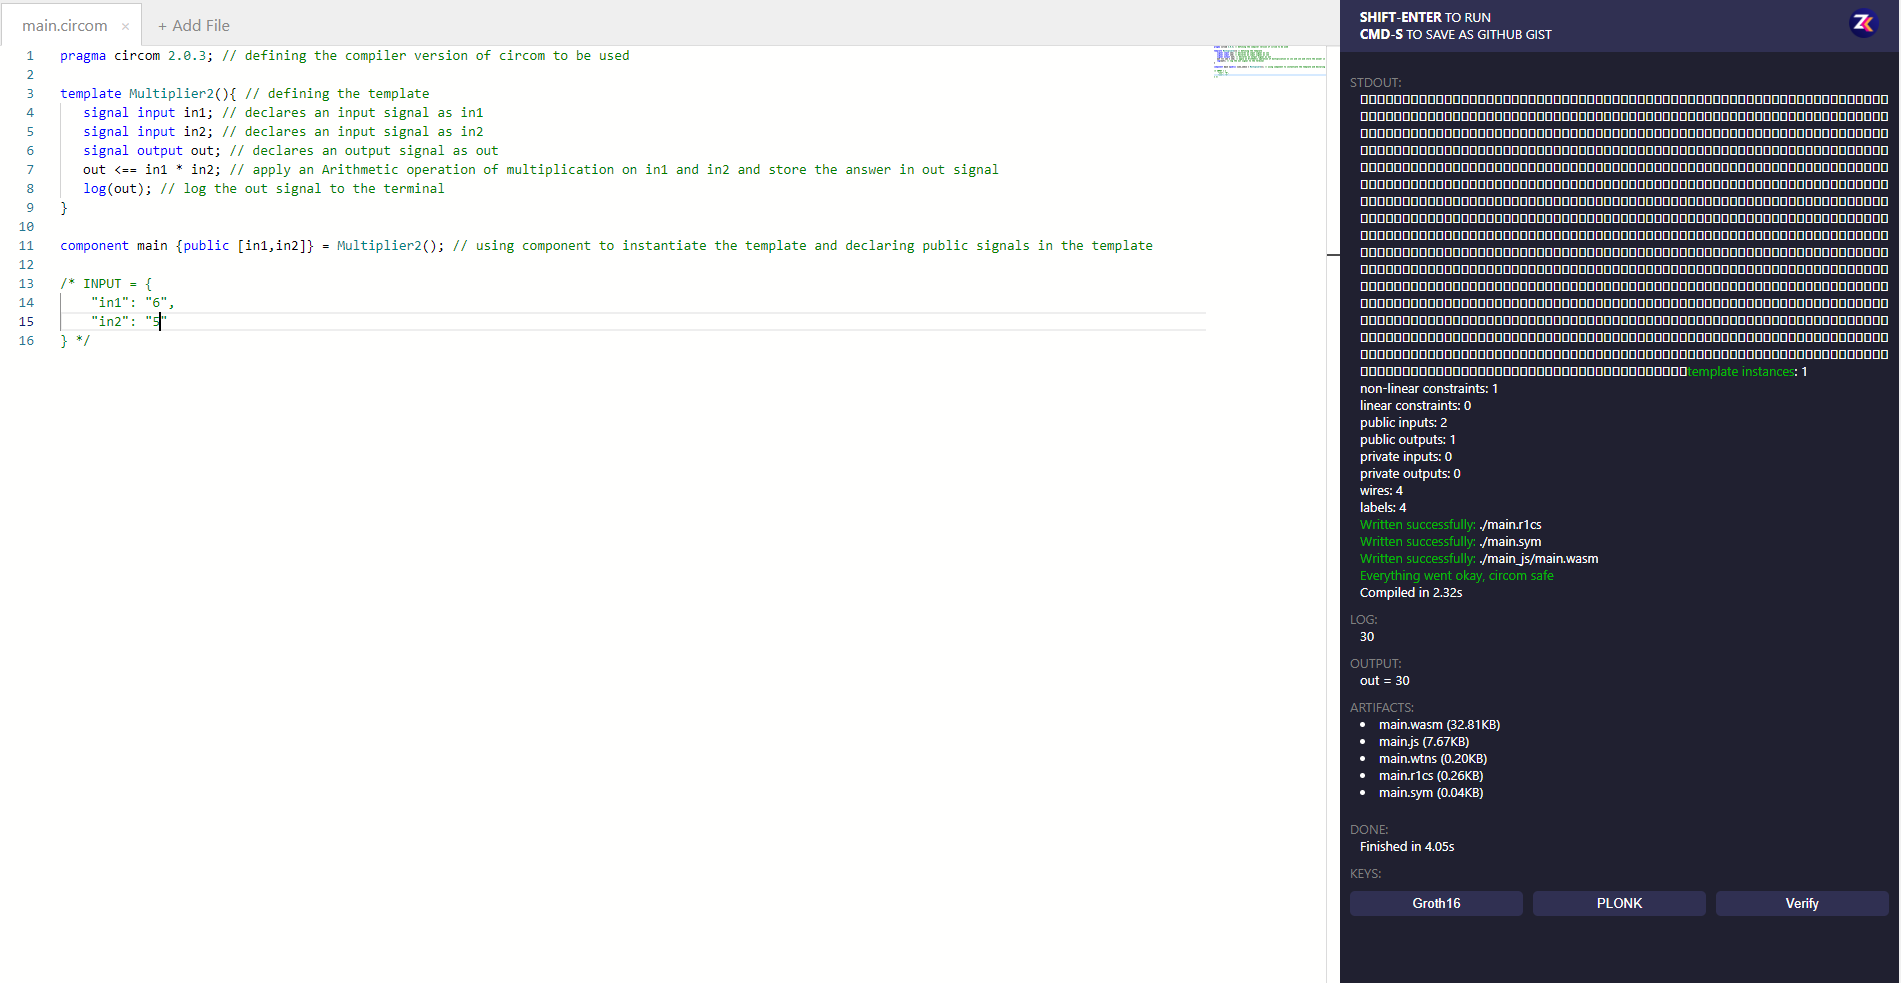 main.circom ×
+ Add File
1 pragma circom 2.0.3; // defining the compiler version of circom to be used
2
3 template Multiplier2(){ // defining the template
4 signal input in1; // declares an input signal as in1
5 signal input in2; // declares an input signal as in2
6 signal output out; // declares an output signal as out
7 out <== in1 * in2; // apply an Arithmetic operation of multiplication on in1 and in2 and store the answer in out signal
8 log(out); // log the out signal to the terminal
9 }
10
11 component main {public [in1,in2]} = Multiplier2(); // using component to instantiate the template and declaring public signals in the template
12
13 /* INPUT = {
14 "in1": "6",
15 "in2": "5"
16 } */
SHIFT-ENTER TO RUN
CMD-S TO SAVE AS GITHUB GIST
ZK
STDOUT:
template instances: 1
non-linear constraints: 1
linear constraints: 0
public inputs: 2
public outputs: 1
private inputs: 0
private outputs: 0
wires: 4
labels: 4
Written successfully: ./main.r1cs
Written successfully: ./main.sym
Written successfully: ./main_js/main.wasm
Everything went okay, circom safe
Compiled in 2.32s
LOG:
30
OUTPUT:
out = 30
ARTIFACTS:
• main.wasm (32.81KB)
• main.js (7.67KB)
• main.wtns (0.20KB)
• main.r1cs (0.26KB)
• main.sym (0.04KB)
DONE:
Finished in 4.05s
KEYS:
Groth16
PLONK
Verify